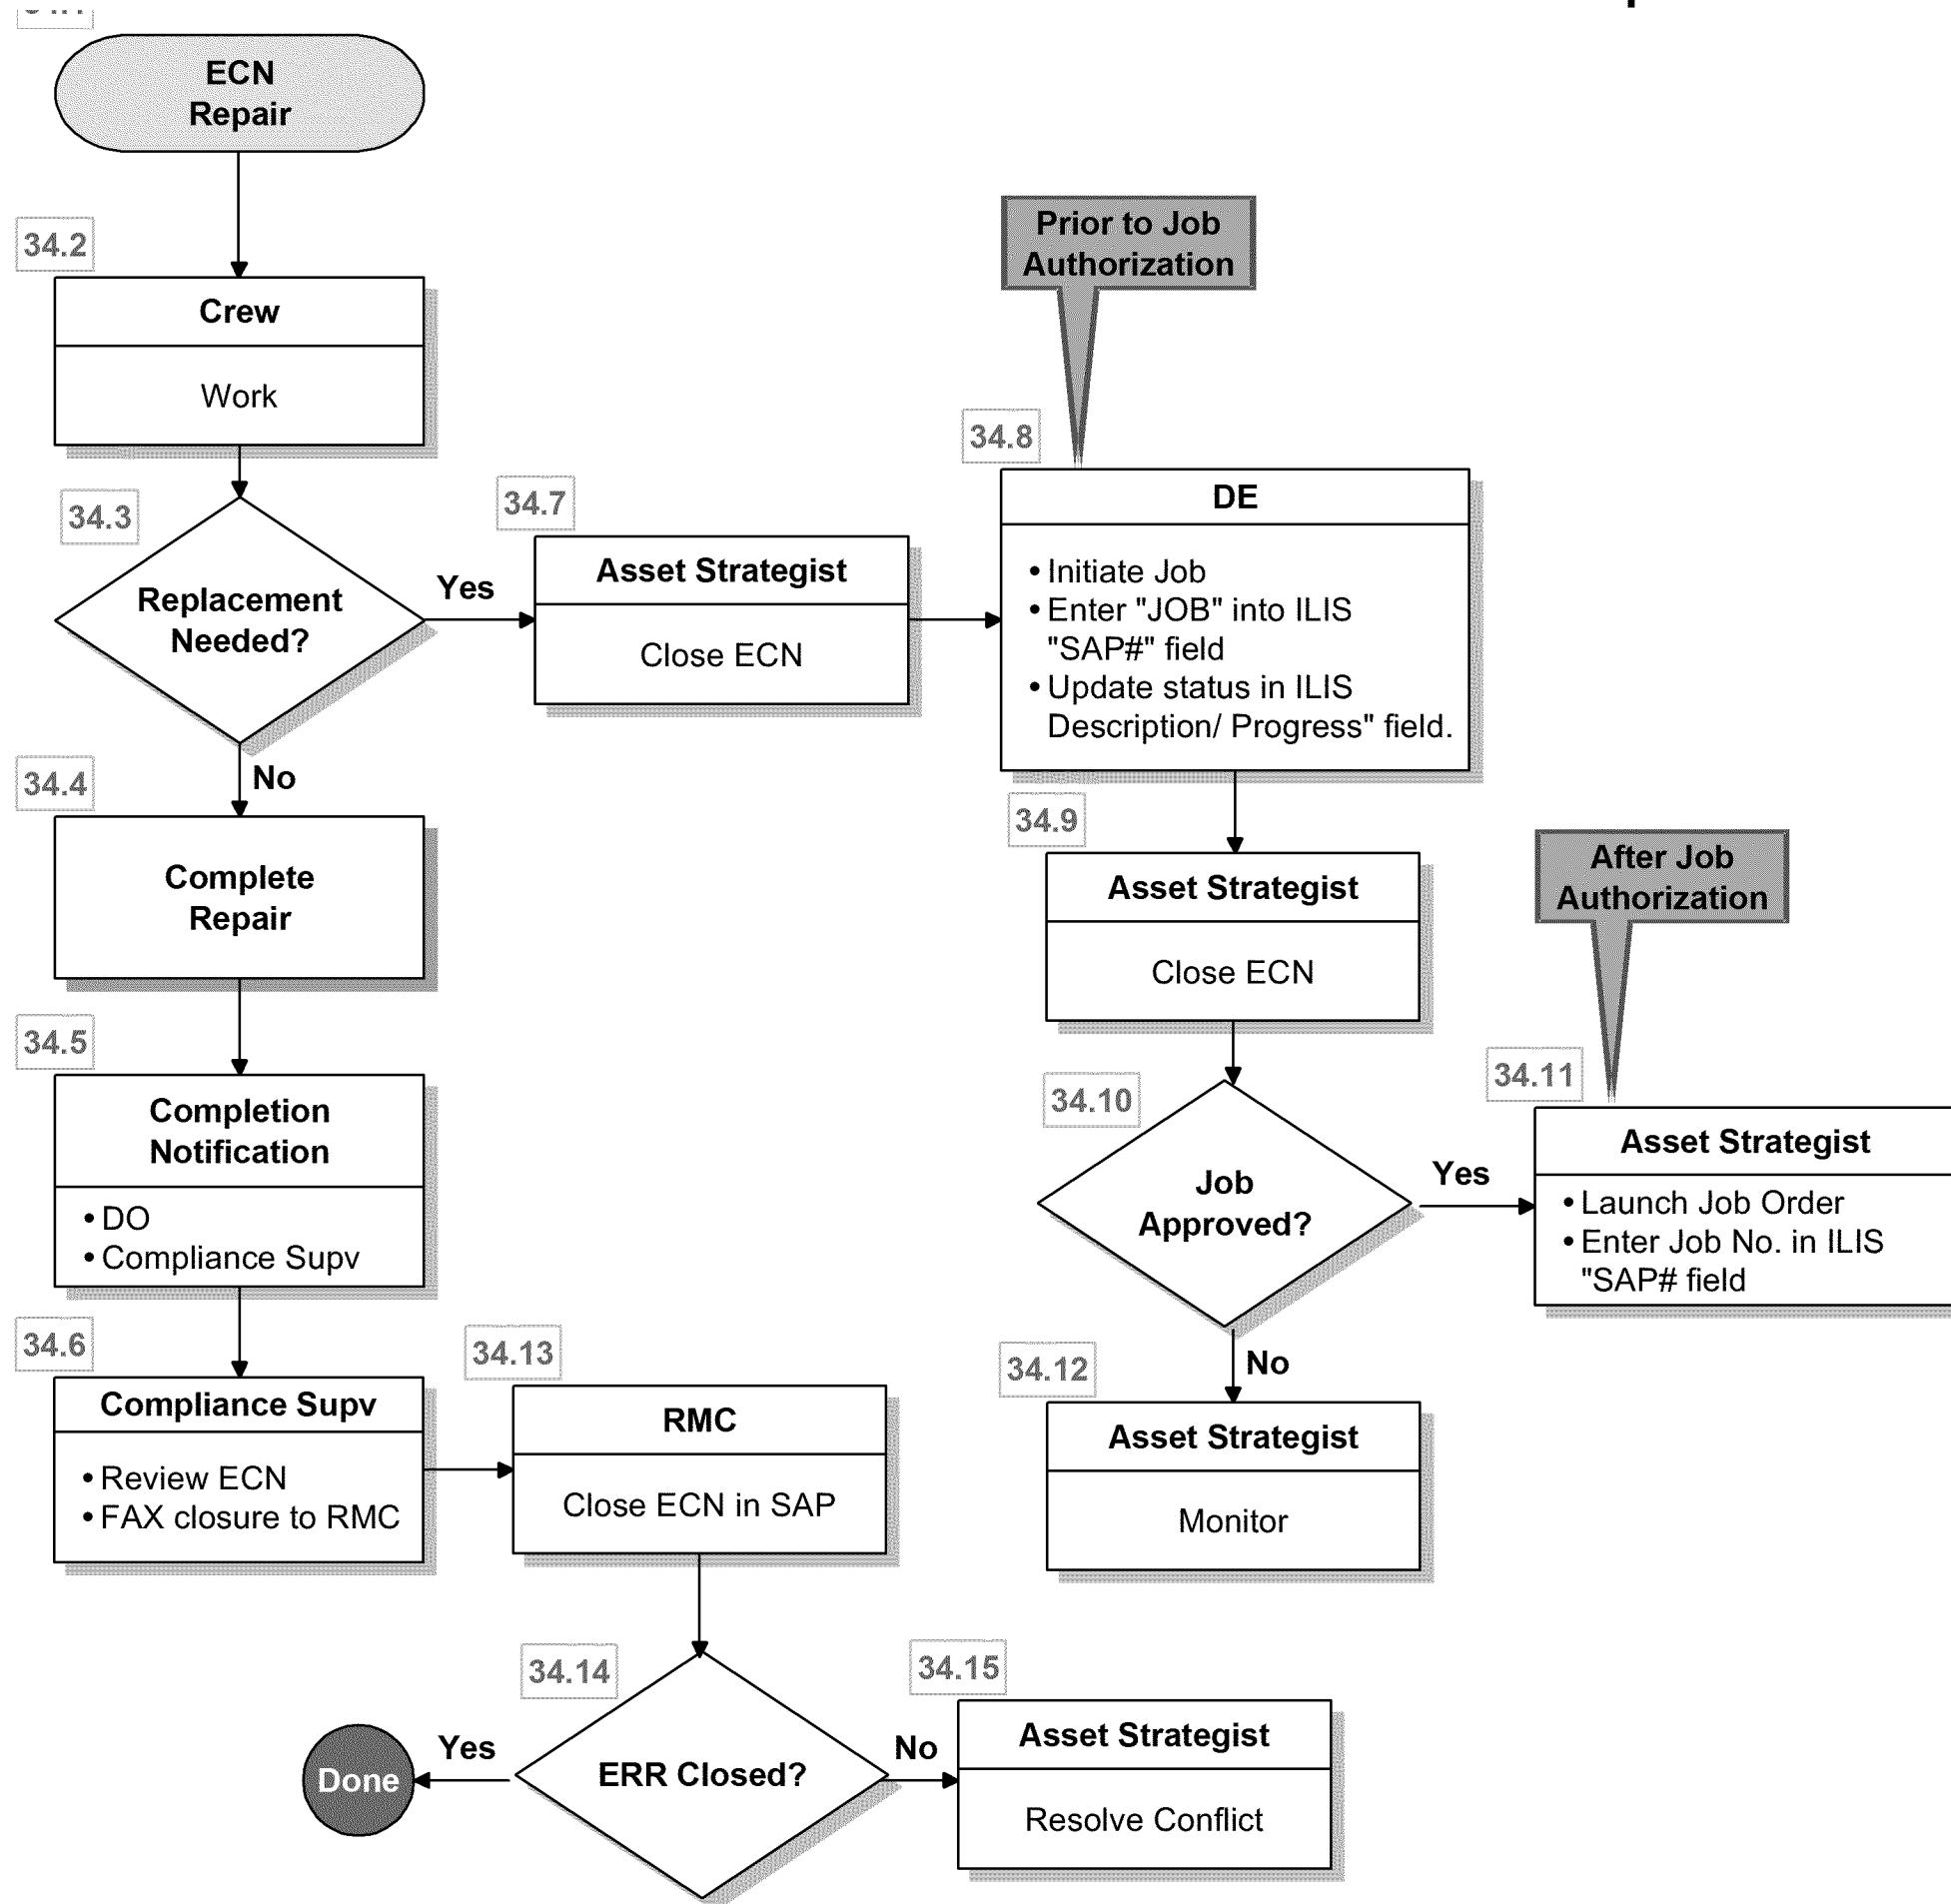 ECN
Repair
34.2
Crew
Work
34.3
Replacement
Needed?
Yes
No
34.7
Asset Strategist
Close ECN
Prior to Job
Authorization
34.8
DE
• Initiate Job
• Enter "JOB" into ILIS
"SAP#" field
• Update status in ILIS
Description/ Progress" field.
34.4
Complete
Repair
34.9
Asset Strategist
Close ECN
After Job
Authorization
34.5
Completion
Notification
• DO
• Compliance Supv
34.10
Job
Approved?
Yes
No
34.11
Asset Strategist
• Launch Job Order
• Enter Job No. in ILIS
"SAP# field
34.6
Compliance Supv
• Review ECN
• FAX closure to RMC
34.13
RMC
Close ECN in SAP
34.12
Asset Strategist
Monitor
34.14
ERR Closed?
Yes
Done
No
34.15
Asset Strategist
Resolve Conflict